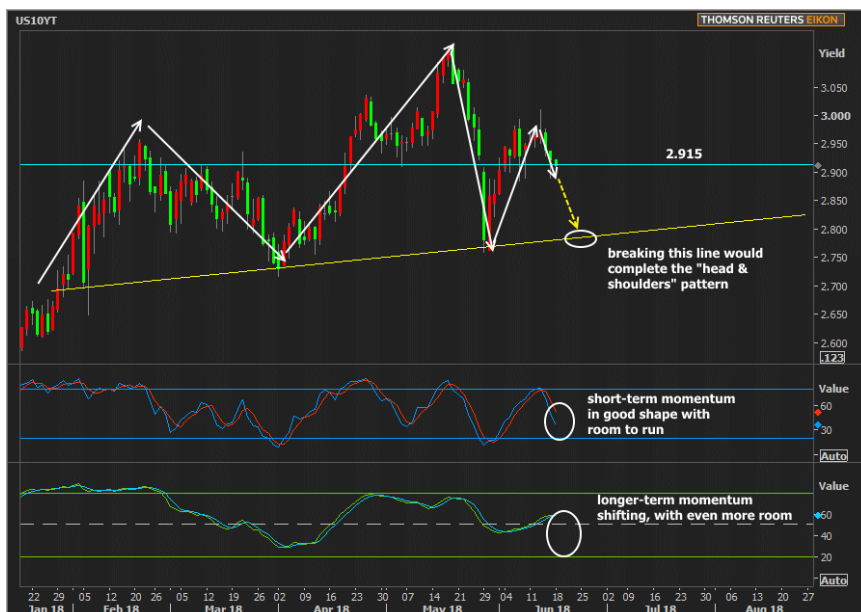 US10YT
THOMSON REUTERS EIKON
Yield
3.050
3.000
2.950
2.915
2.900
2.850
2.800
2.750
2.700
2.650
2.600
.123
breaking this line would
complete the "head &
shoulders" pattern
Value
60
30
Auto
short-term momentum
in good shape with
room to run
Value
60
40
20
Auto
longer-term momentum
shifting, with even more room
22 29 05 12 20 26 05 12 19 26 02 09 16 23 30 07 14 21 29 04 11 18 25 02 09 16 23 30 06 13 20 27
Jan 18 Feb 18 Mar 18 Apr 18 May 18 Jun 18 Jul 18 Aug 18